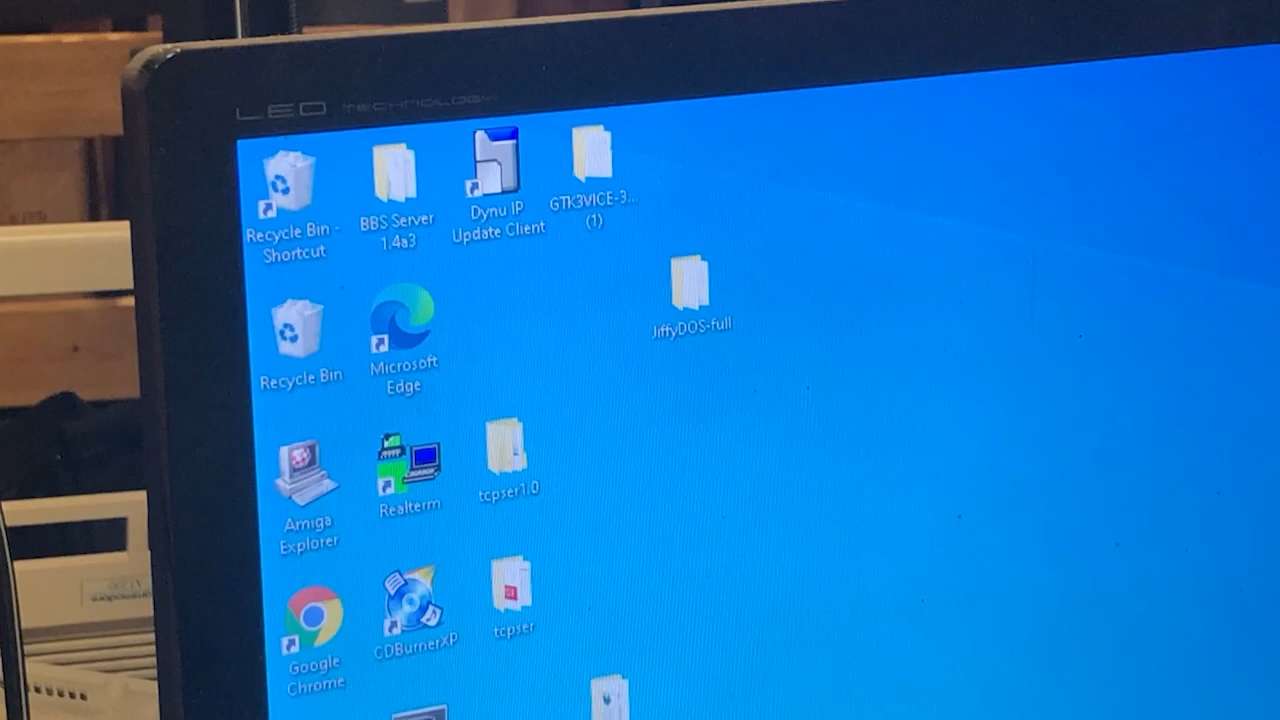 LED TECHNOLOGY
Recycle Bin -
Shortcut
BBS Server
1.4a3
Dynu IP
Update Client
GTK3VICE-3...
(1)
JiffyDOS-full
Recycle Bin
Microsoft
Edge
Amiga
Explorer
Realterm
tcpser1.0
Google
Chrome
CDBurnerXP
tcpser